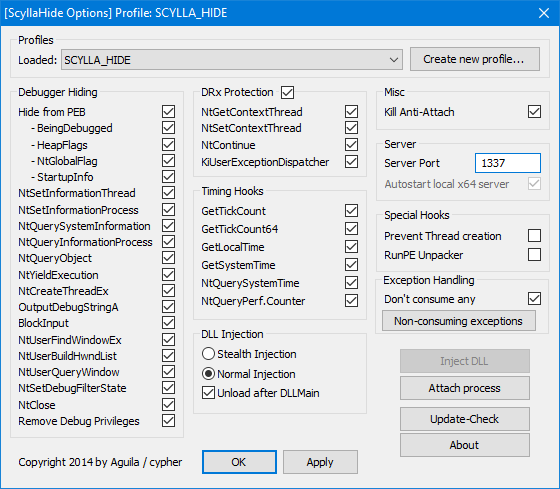 [ScyllaHide Options] Profile: SCYLLA_HIDE
Profiles
Loaded: SCYLLA_HIDE Create new profile...
Debugger Hiding
Hide from PEB
- BeingDebugged
- HeapFlags
- NtGlobalFlag
- StartupInfo
NtSetInformationThread
NtSetInformationProcess
NtQuerySystemInformation
NtQueryInformationProcess
NtQueryObject
NtYieldExecution
NtCreateThreadEx
OutputDebugStringA
BlockInput
NtUserFindWindowEx
NtUserBuildHwndList
NtUserQueryWindow
NtSetDebugFilterState
NtClose
Remove Debug Privileges
DRx Protection
NtGetContextThread
NtSetContextThread
NtContinue
KiUserExceptionDispatcher
Timing Hooks
GetTickCount
GetTickCount64
GetLocalTime
GetSystemTime
NtQuerySystemTime
NtQueryPerf.Counter
DLL Injection
Stealth Injection
Normal Injection
Unload after DLLMain
Misc
Kill Anti-Attach
Server
Server Port 1337
Autostart local x64 server
Special Hooks
Prevent Thread creation
RunPE Unpacker
Exception Handling
Don't consume any
Non-consuming exceptions
Inject DLL
Attach process
Update-Check
About
Copyright 2014 by Aguila / cypher
OK
Apply